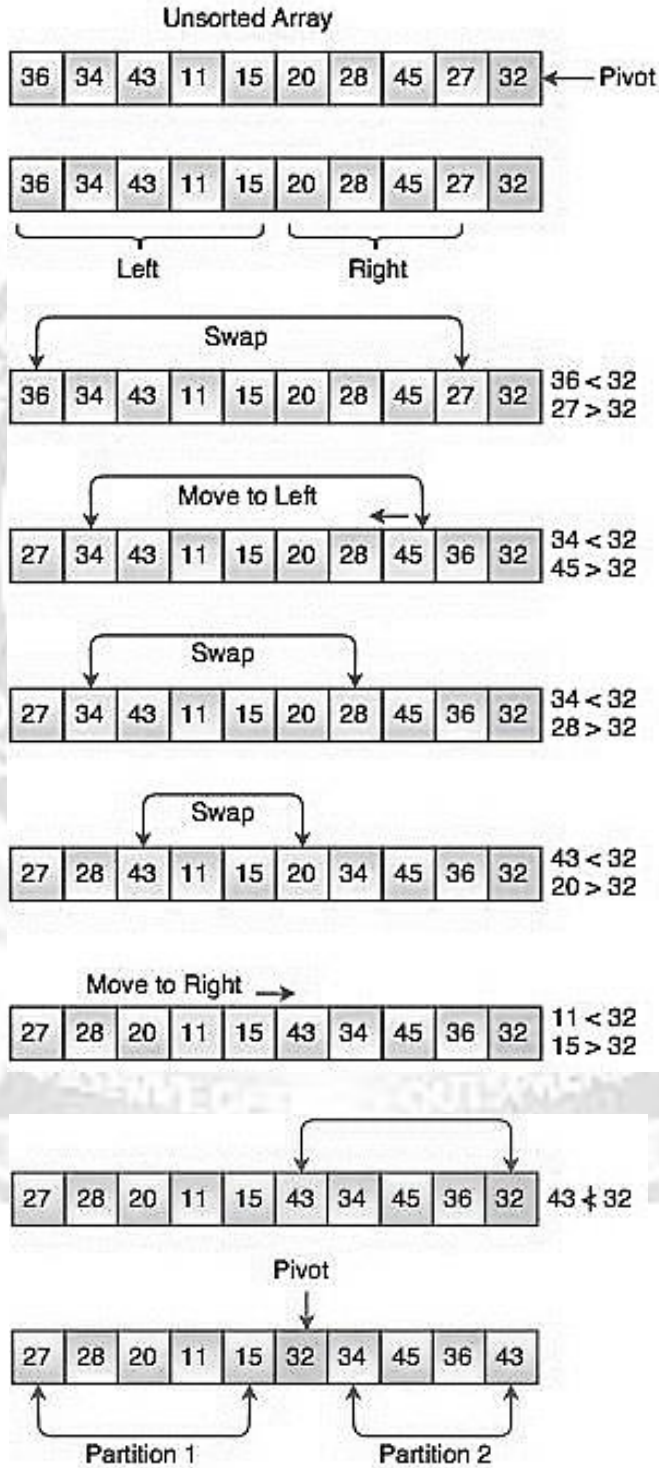 Unsorted Array
36 34 43 11 15 20 28 45 27 32 Pivot
36 34 43 11 15 20 28 45 27 32
Left Right
Swap
36 34 43 11 15 20 28 45 27 32 36 < 32
27 > 32
Move to Left
27 34 43 11 15 20 28 45 36 32 34 < 32
45 > 32
Swap
27 34 43 11 15 20 28 45 36 32 34 < 32
28 > 32
Swap
27 28 43 11 15 20 34 45 36 32 43 < 32
20 > 32
Move to Right
27 28 20 11 15 43 34 45 36 32 11 < 32
15 > 32
27 28 20 11 15 43 34 45 36 32 43 ≮ 32
Pivot
27 28 20 11 15 32 34 45 36 43
Partition 1 Partition 2